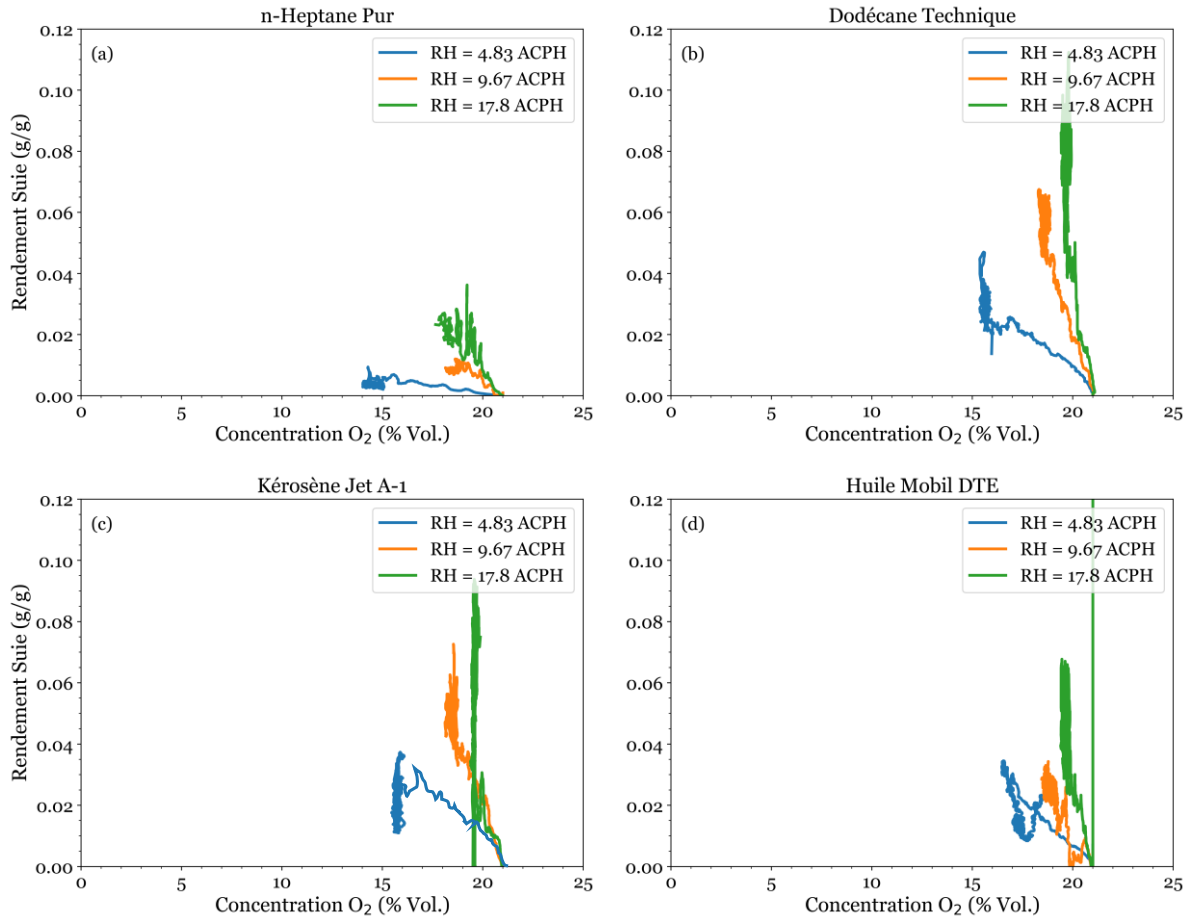 n-Heptane Pur
(a)
RH = 4.83 ACPH
RH = 9.67 ACPH
RH = 17.8 ACPH
Rendement Suie (g/g)
0.12
0.10
0.08
0.06
0.04
0.02
0.00
0 5 10 15 20 25
Concentration O₂ (% Vol.)
Dodécane Technique
(b)
RH = 4.83 ACPH
RH = 9.67 ACPH
RH = 17.8 ACPH
0.12
0.10
0.08
0.06
0.04
0.02
0.00
0 5 10 15 20 25
Concentration O₂ (% Vol.)
Kérosène Jet A-1
(c)
RH = 4.83 ACPH
RH = 9.67 ACPH
RH = 17.8 ACPH
Rendement Suie (g/g)
0.12
0.10
0.08
0.06
0.04
0.02
0.00
0 5 10 15 20 25
Concentration O₂ (% Vol.)
Huile Mobil DTE
(d)
RH = 4.83 ACPH
RH = 9.67 ACPH
RH = 17.8 ACPH
0.12
0.10
0.08
0.06
0.04
0.02
0.00
0 5 10 15 20 25
Concentration O₂ (% Vol.)